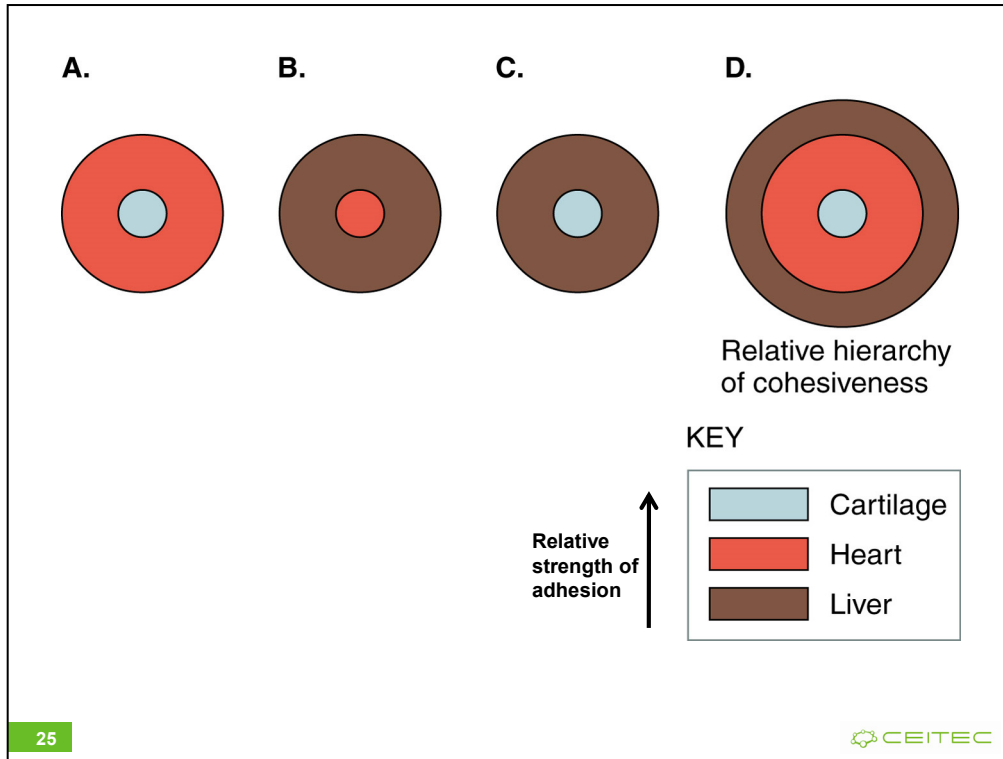 A.
B.
C.
D.
Relative hierarchy
of cohesiveness
KEY
Relative
strength of
adhesion
Cartilage
Heart
Liver
25
CEITEC